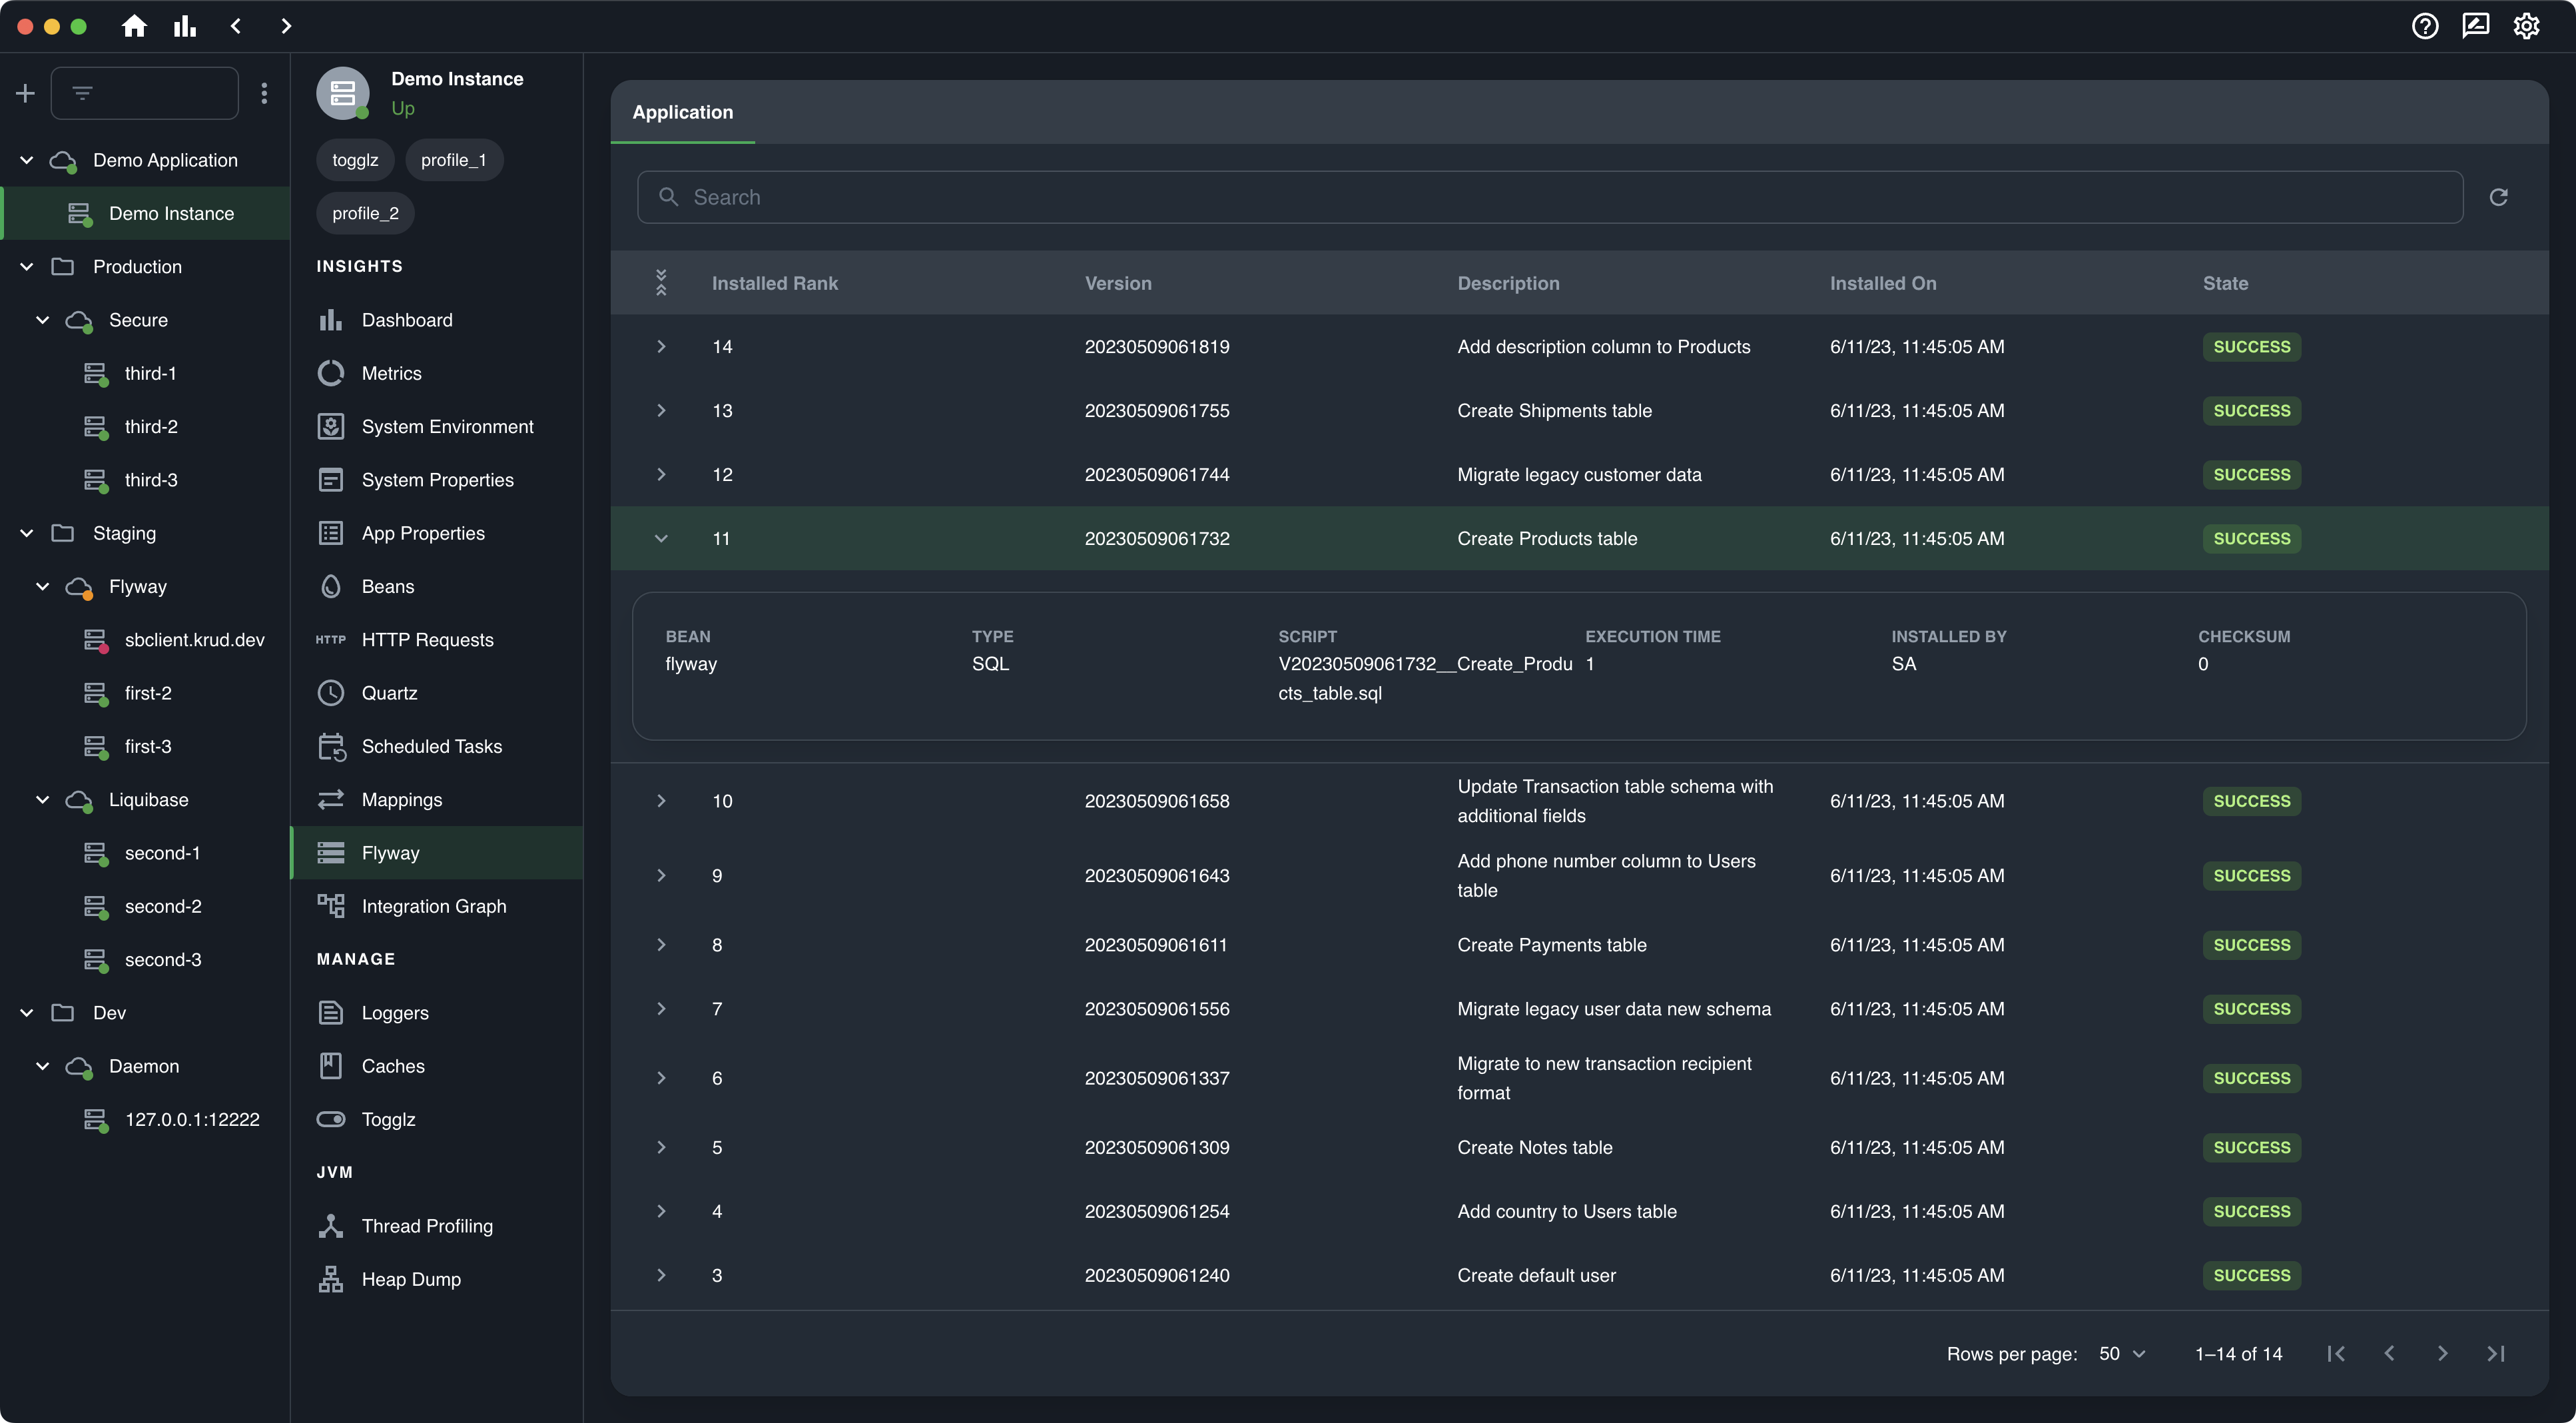 Demo Application
Demo Instance
Production
Secure
third-1
third-2
third-3
Staging
Flyway
sbclient.krud.dev
first-2
first-3
Liquibase
second-1
second-2
second-3
Dev
Daemon
127.0.0.1:12222
Demo Instance
Up
togglz profile_1
profile_2
INSIGHTS
Dashboard
Metrics
System Environment
System Properties
App Properties
Beans
HTTP HTTP Requests
Quartz
Scheduled Tasks
Mappings
Flyway
Integration Graph
MANAGE
Loggers
Caches
Togglz
JVM
Thread Profiling
Heap Dump
Application
Search
Installed Rank Version Description Installed On State
14 20230509061819 Add description column to Products 6/11/23, 11:45:05 AM SUCCESS
13 20230509061755 Create Shipments table 6/11/23, 11:45:05 AM SUCCESS
12 20230509061744 Migrate legacy customer data 6/11/23, 11:45:05 AM SUCCESS
11 20230509061732 Create Products table 6/11/23, 11:45:05 AM SUCCESS
BEAN TYPE SCRIPT EXECUTION TIME INSTALLED BY CHECKSUM
flyway SQL V20230509061732__Create_Produ 1 SA 0
cts_table.sql
10 20230509061658 Update Transaction table schema with 6/11/23, 11:45:05 AM SUCCESS
additional fields
9 20230509061643 Add phone number column to Users 6/11/23, 11:45:05 AM SUCCESS
table
8 20230509061611 Create Payments table 6/11/23, 11:45:05 AM SUCCESS
7 20230509061556 Migrate legacy user data new schema 6/11/23, 11:45:05 AM SUCCESS
6 20230509061337 Migrate to new transaction recipient 6/11/23, 11:45:05 AM SUCCESS
format
5 20230509061309 Create Notes table 6/11/23, 11:45:05 AM SUCCESS
4 20230509061254 Add country to Users table 6/11/23, 11:45:05 AM SUCCESS
3 20230509061240 Create default user 6/11/23, 11:45:05 AM SUCCESS
Rows per page: 50 1–14 of 14